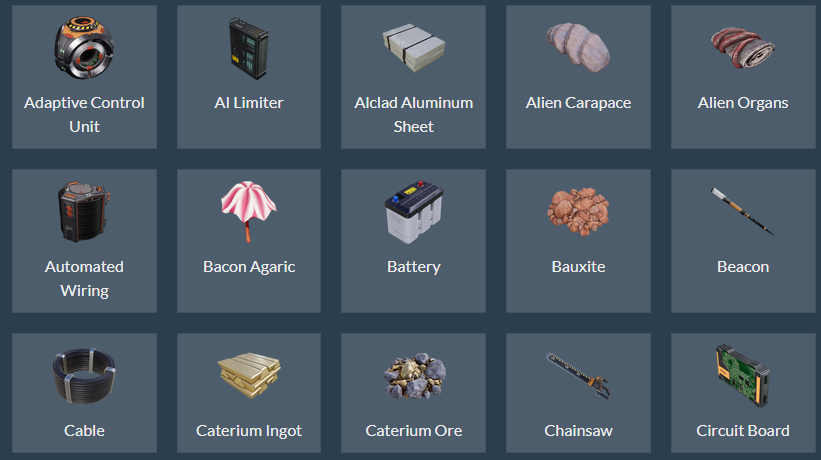 Adaptive Control
Unit
AI Limiter
Alclad Aluminum
Sheet
Alien Carapace
Alien Organs
Automated
Wiring
Bacon Agaric
Battery
Bauxite
Beacon
Cable
Caterium Ingot
Caterium Ore
Chainsaw
Circuit Board